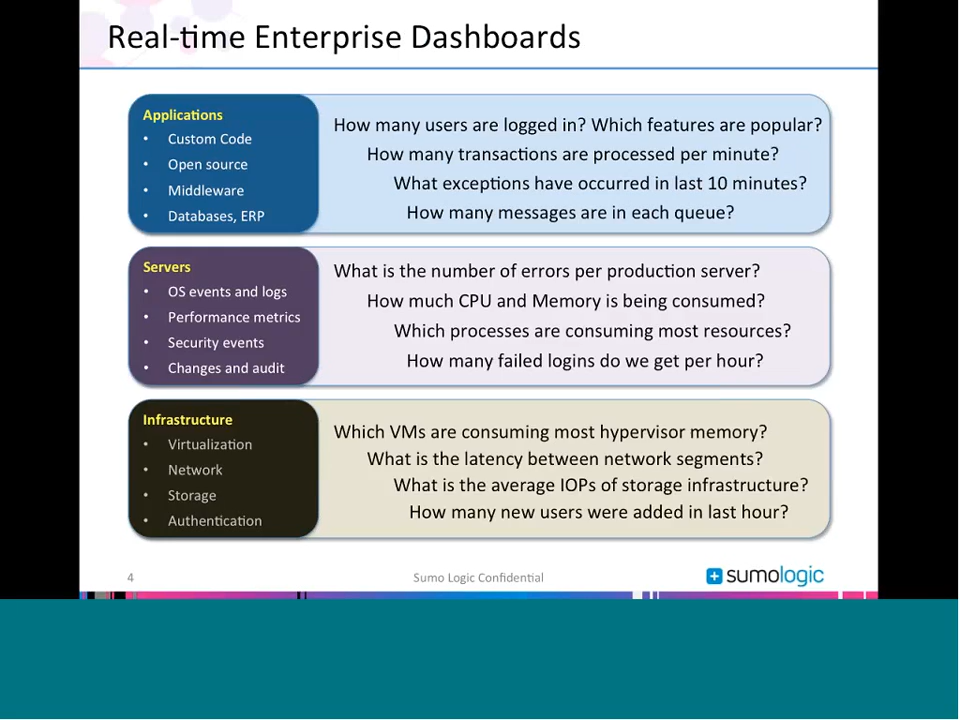 Real-time Enterprise Dashboards
Applications
• Custom Code
• Open source
• Middleware
• Databases, ERP
How many users are logged in? Which features are popular?
How many transactions are processed per minute?
What exceptions have occurred in last 10 minutes?
How many messages are in each queue?
Servers
• OS events and logs
• Performance metrics
• Security events
• Changes and audit
What is the number of errors per production server?
How much CPU and Memory is being consumed?
Which processes are consuming most resources?
How many failed logins do we get per hour?
Infrastructure
• Virtualization
• Network
• Storage
• Authentication
Which VMs are consuming most hypervisor memory?
What is the latency between network segments?
What is the average IOPs of storage infrastructure?
How many new users were added in last hour?
4
Sumo Logic Confidential
sumologic